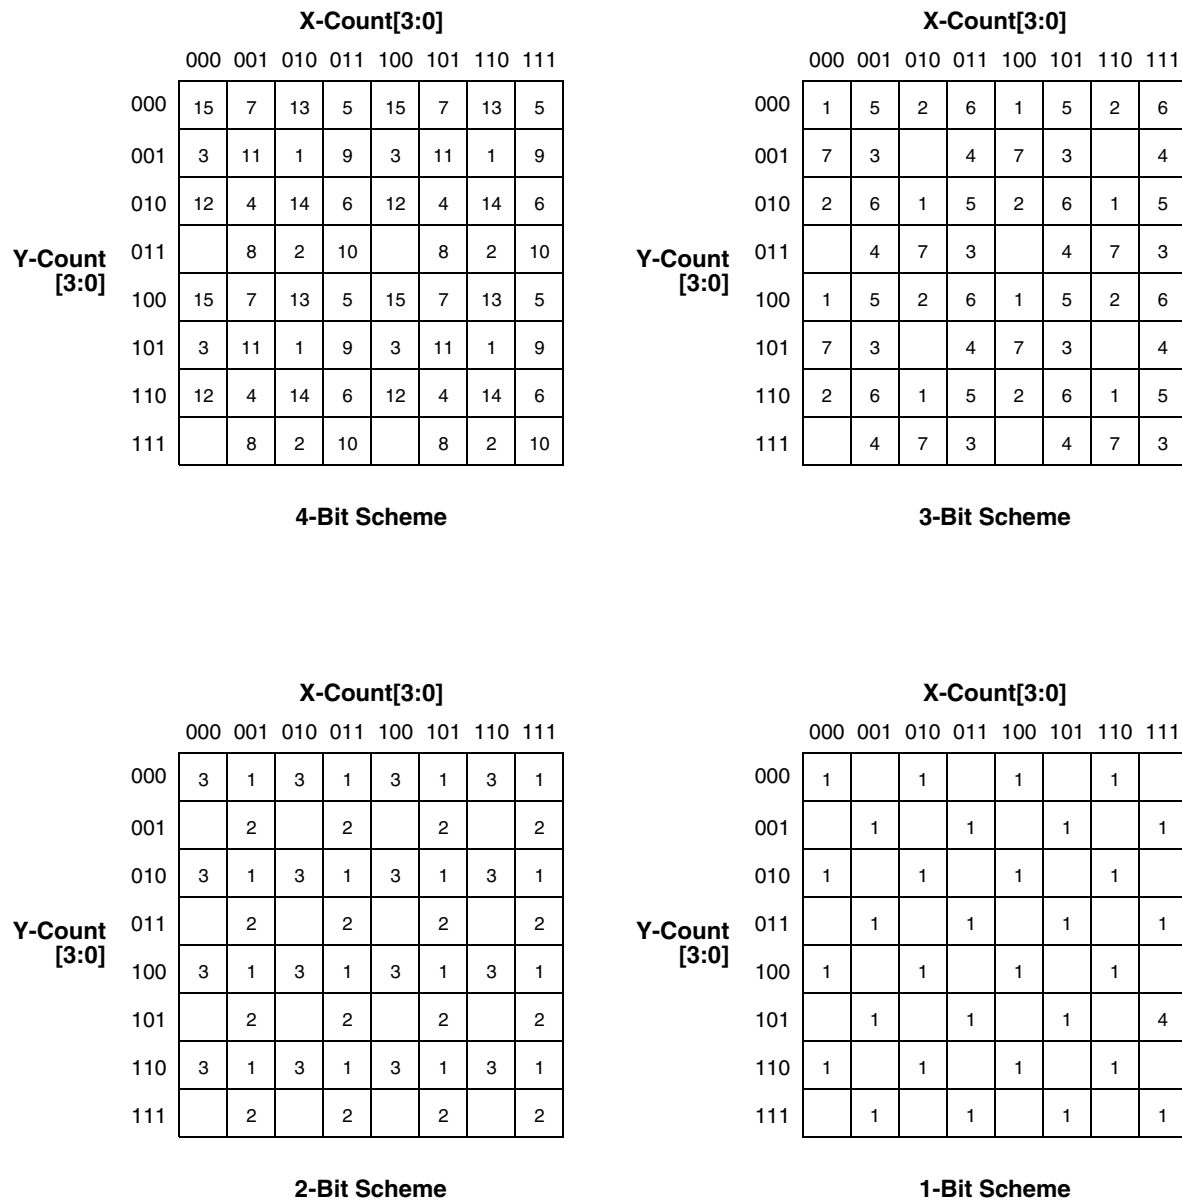 X-Count[3:0]
000 001 010 011 100 101 110 111
000 15 7 13 5 15 7 13 5
001 3 11 1 9 3 11 1 9
010 12 4 14 6 12 4 14 6
Y-Count
[3:0]
011 8 2 10 8 2 10
100 15 7 13 5 15 7 13 5
101 3 11 1 9 3 11 1 9
110 12 4 14 6 12 4 14 6
111 8 2 10 8 2 10
4-Bit Scheme
X-Count[3:0]
000 001 010 011 100 101 110 111
000 1 5 2 6 1 5 2 6
001 7 3 4 7 3 4
010 2 6 1 5 2 6 1 5
Y-Count
[3:0]
011 4 7 3 4 7 3
100 1 5 2 6 1 5 2 6
101 7 3 4 7 3 4
110 2 6 1 5 2 6 1 5
111 4 7 3 4 7 3
3-Bit Scheme
X-Count[3:0]
000 001 010 011 100 101 110 111
000 3 1 3 1 3 1 3 1
001 2 2 2 2
010 3 1 3 1 3 1 3 1
Y-Count
[3:0]
011 2 2 2 2
100 3 1 3 1 3 1 3 1
101 2 2 2 2
110 3 1 3 1 3 1 3 1
111 2 2 2 2
2-Bit Scheme
X-Count[3:0]
000 001 010 011 100 101 110 111
000 1 1 1 1
001 1 1 1 1
010 1 1 1 1
Y-Count
[3:0]
011 1 1 1 1
100 1 1 1 1
101 1 1 1 4
110 1 1 1 1
111 1 1 1 1
1-Bit Scheme